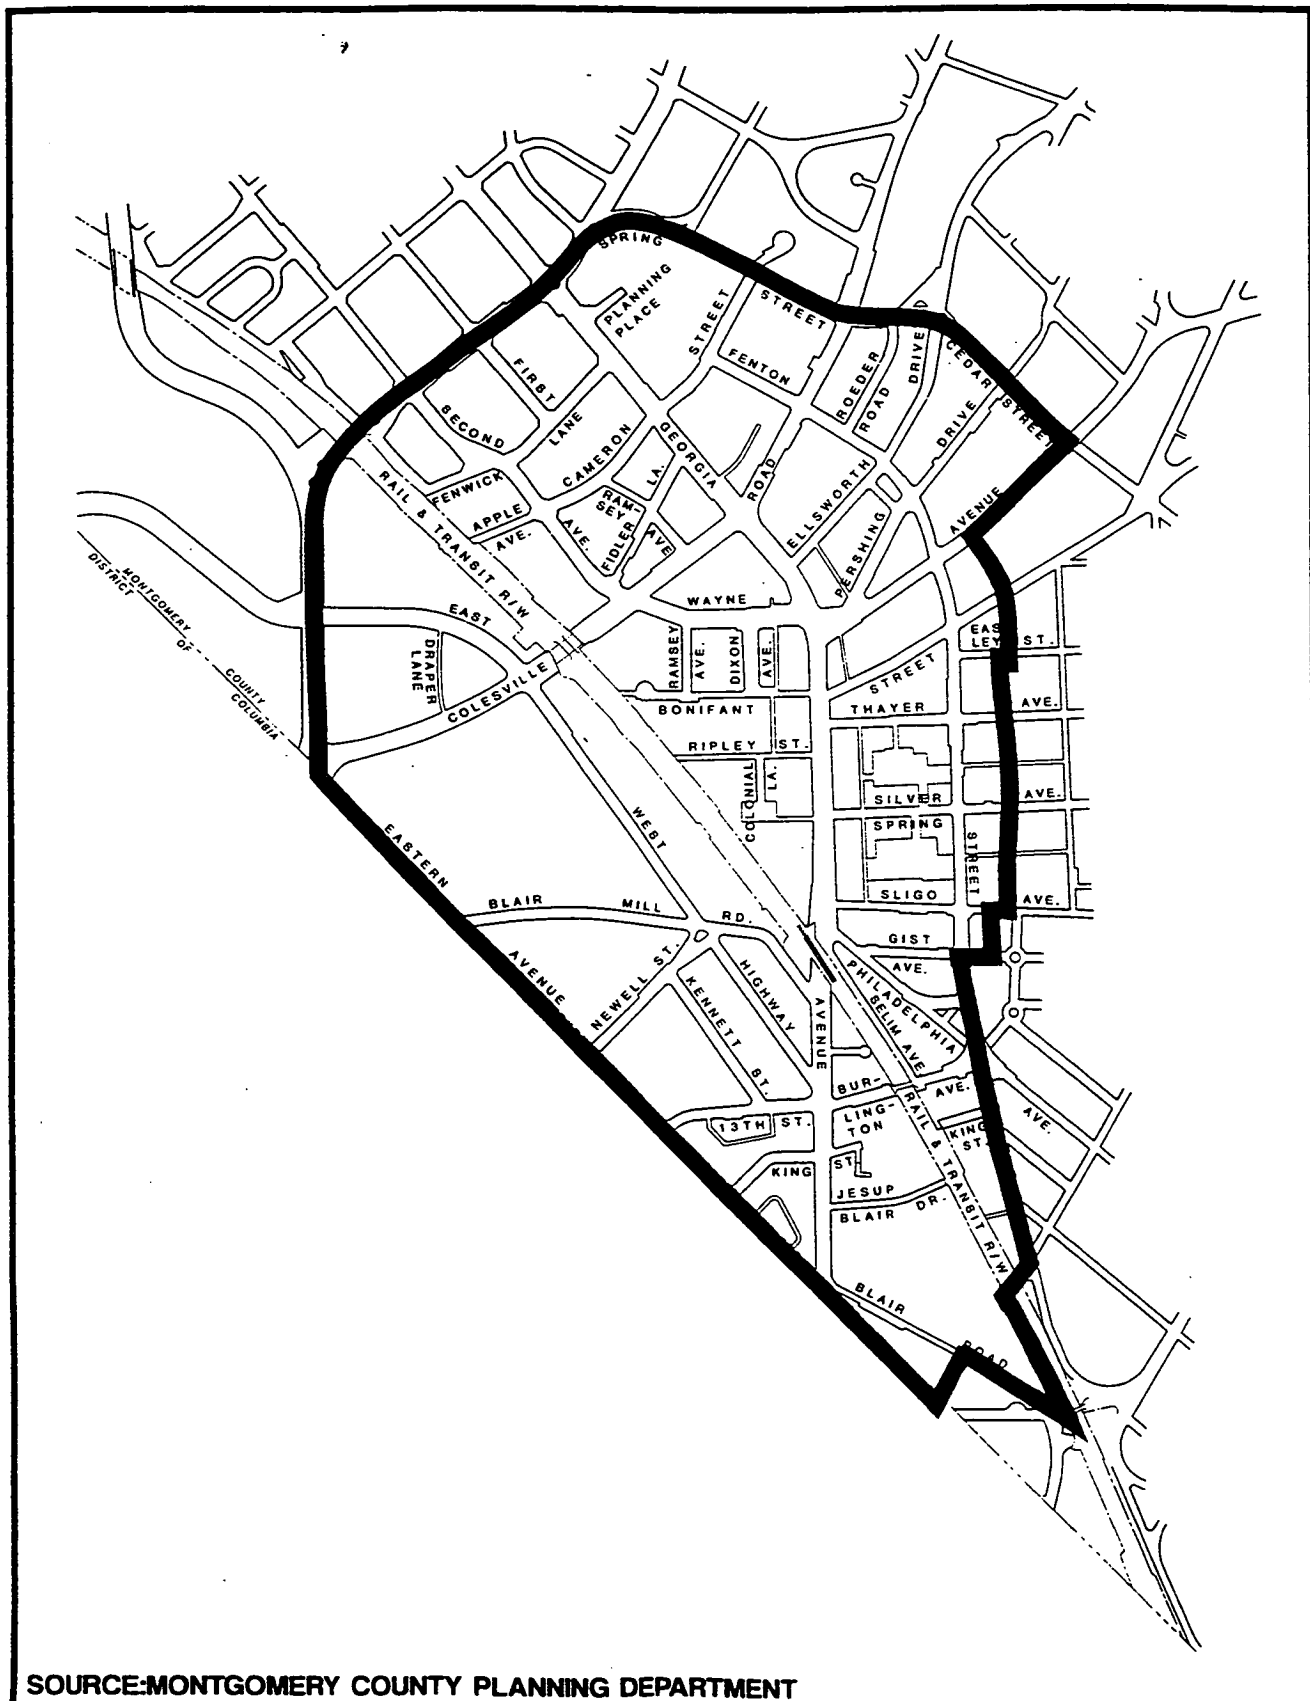 SPRING
STREET
PLANNING
PLACE
STREET
FENTON
ROEDER
ROAD
DRIVE
CEDAR
STREET
DRIVE
FIRST
SECOND
LANE
CAMERON
GEORGIA
LA.
ROAD
ELLSWORTH
PERSHING
AVENUE
RAIL & TRANSIT R/W
FENWICK
APPLE
AVE.
AVE.
RAM-
SEY
FIDLER
AVE
MONTGOMERY
COUNTY
DISTRICT
OF
COLUMBIA
EAST
WAYNE
DRAPER
LANE
COLESVILLE
RAMSEY
AVE.
DIXON
AVE.
EAS
LEY
ST.
STREET
BONIFANT
THAYER
AVE.
RIPLEY
ST.
COLONIAL
LA.
SILVER
AVE.
SPRING
WEST
STREET
EASTERN
SLIGO
AVE.
BLAIR
MILL
RD.
GIST
AVE.
AVENUE
NEWELL ST.
HIGHWAY
KENNETT
ST.
AVENUE
PHILADELPHIA
SELIM AVE
BUR-
AVE.
LING-
TON
AVE.
13TH
ST.
RAIL & TRANSIT R/W
KING
ST.
KING
ST
JESUP
BLAIR
DR.
BLAIR
ROAD
SOURCE:MONTGOMERY COUNTY PLANNING DEPARTMENT